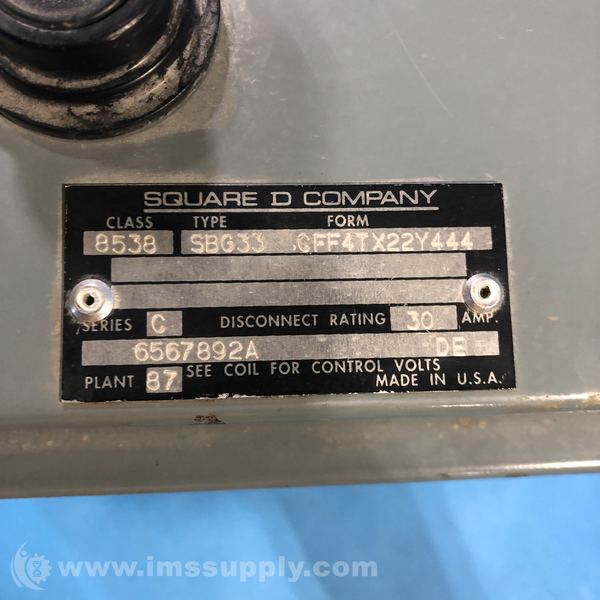 SQUARE D COMPANY
CLASS TYPE FORM
8538 SBG33 CFF4TX22Y444
SERIES C DISCONNECT RATING 30 AMP.
6567892A DE
PLANT 87 SEE COIL FOR CONTROL VOLTS
MADE IN U.S.A.
www.imssupply.com